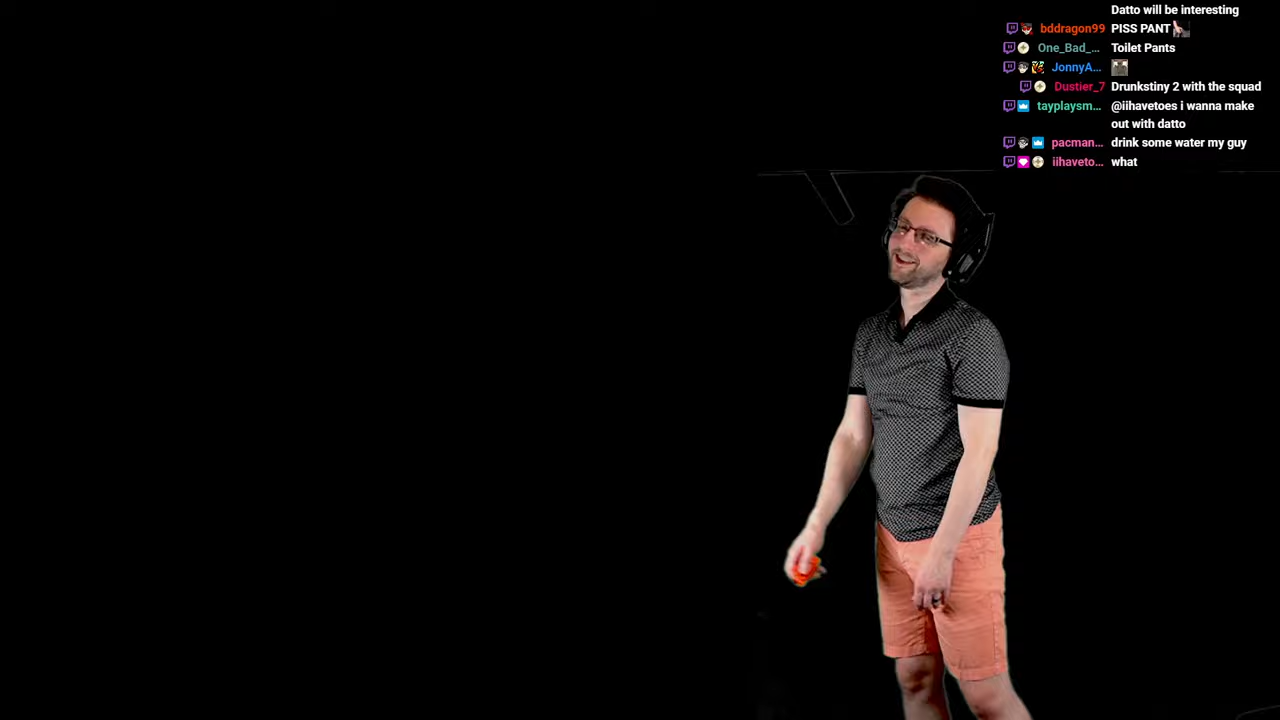 Datto will be interesting
bddragon99 PISS PANT
One_Bad_... Toilet Pants
JonnyA...
Dustier_7 Drunkstiny 2 with the squad
tayplaysm... @iihavetoes i wanna make
out with datto
pacman... drink some water my guy
iihaveto... what